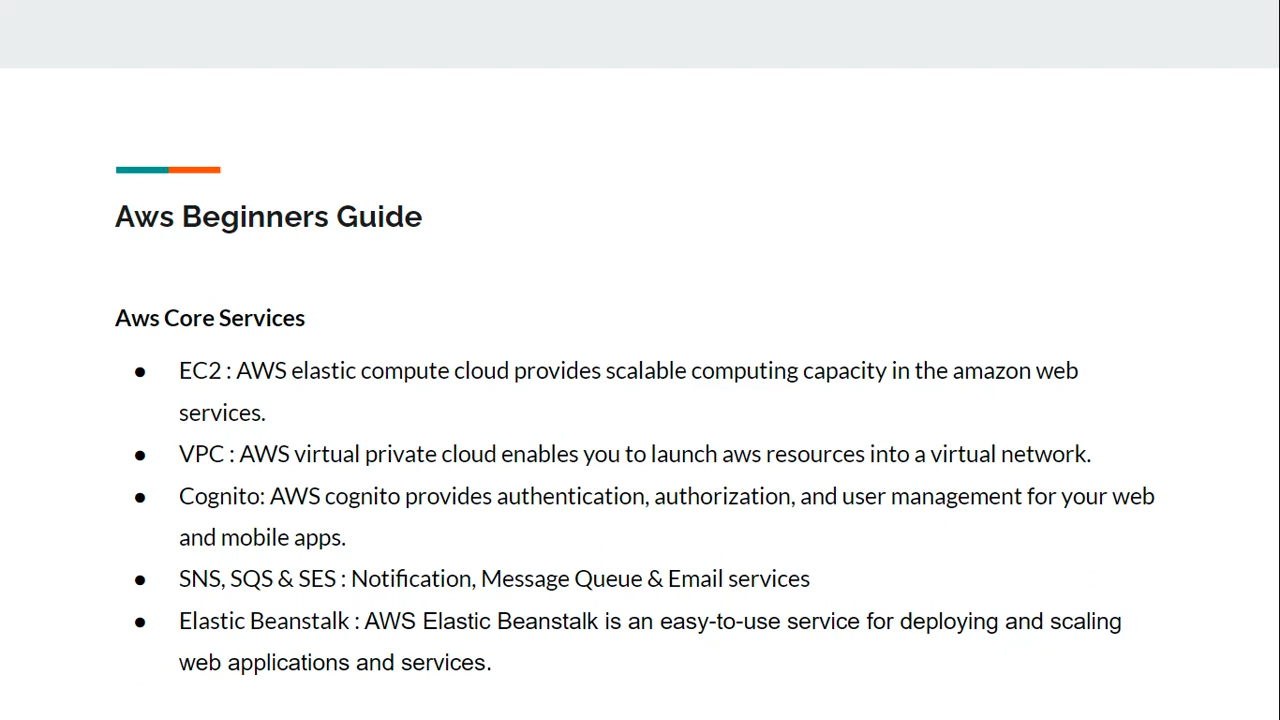 Aws Beginners Guide
Aws Core Services
● EC2 : AWS elastic compute cloud provides scalable computing capacity in the amazon web
services.
● VPC : AWS virtual private cloud enables you to launch aws resources into a virtual network.
● Cognito: AWS cognito provides authentication, authorization, and user management for your web
and mobile apps.
● SNS, SQS & SES : Notification, Message Queue & Email services
● Elastic Beanstalk : AWS Elastic Beanstalk is an easy-to-use service for deploying and scaling
web applications and services.